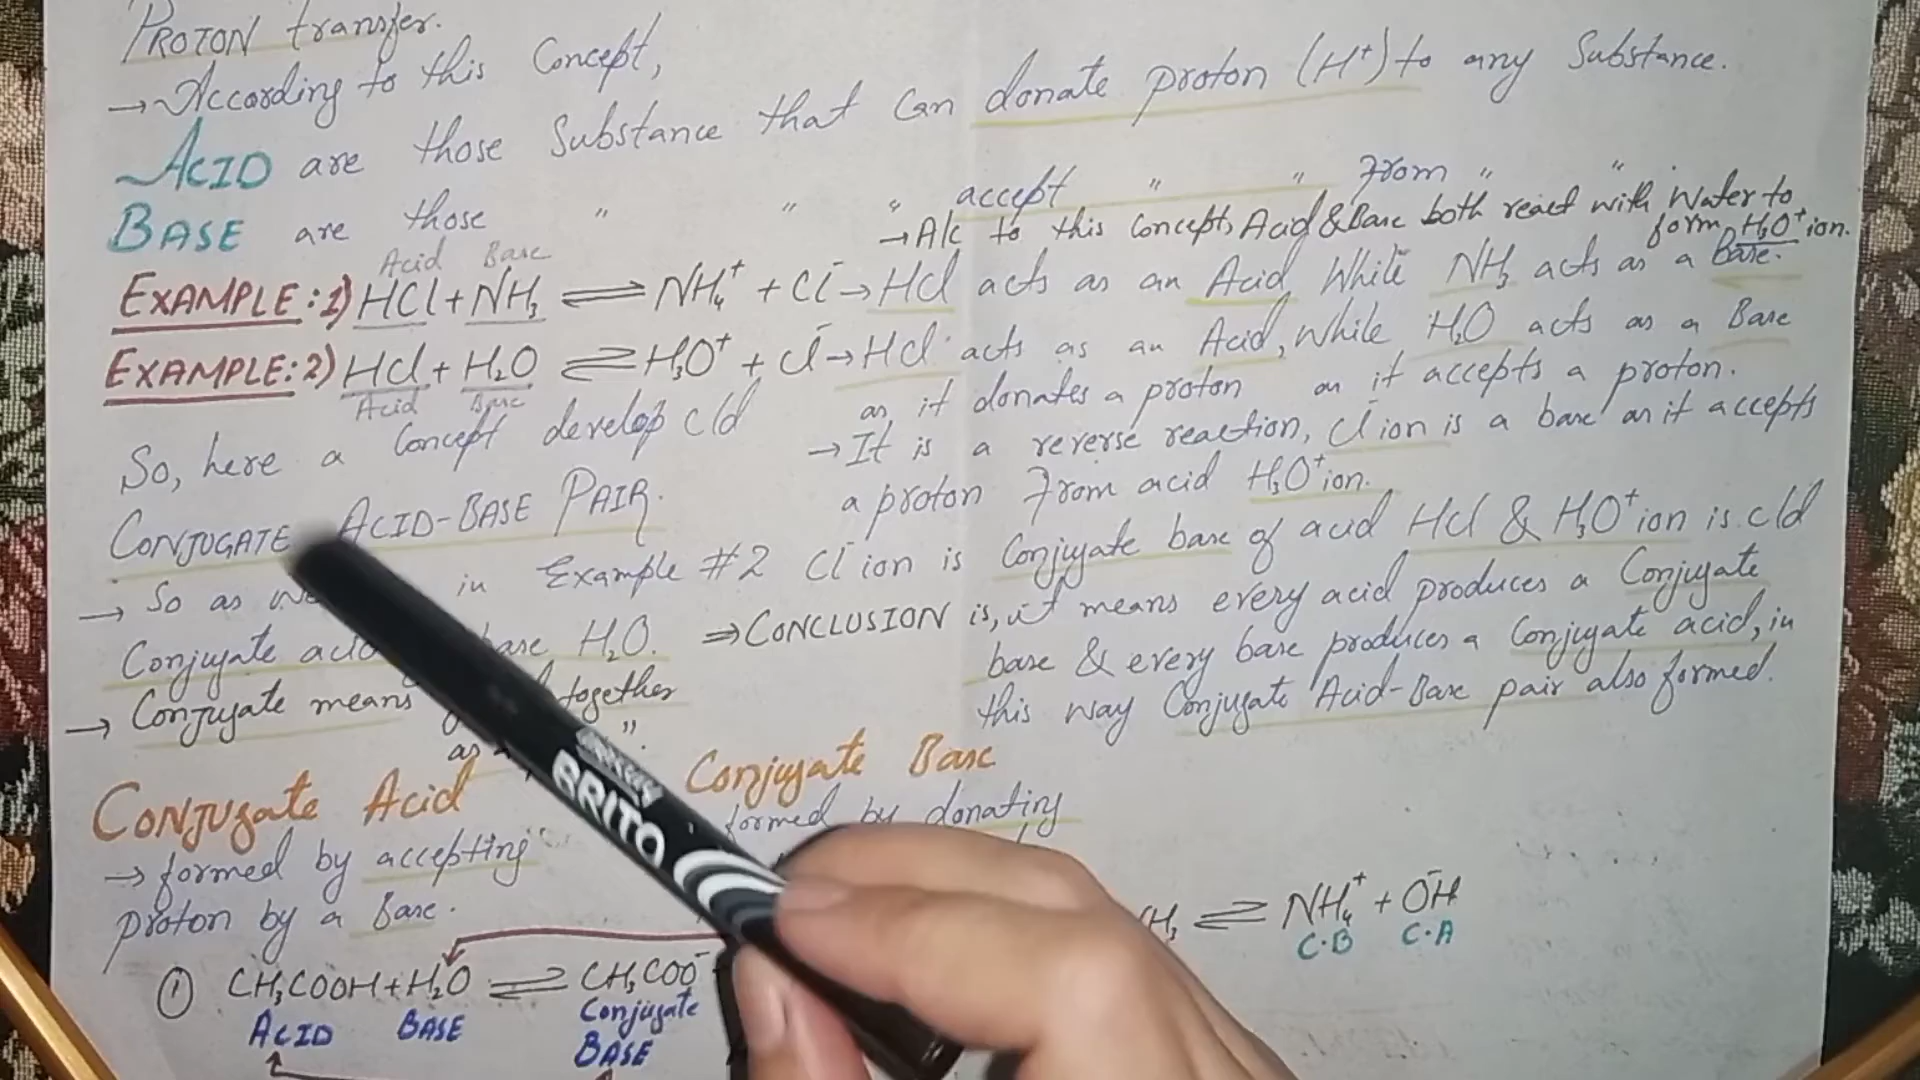 PROTON transfer.
→ According to this Concept,
ACID are those Substance that can donate proton (H⁺) to any Substance.
BASE are those " " " accept " " From " "
→ A/c to this concept, Acid & Base both react with Water to form H₃O⁺ ion.
Acid Base
EXAMPLE: 1) HCl + NH₃ ⇌ NH₄⁺ + Cl⁻ → HCl acts as an Acid While NH₃ acts as a base.
EXAMPLE: 2) HCl + H₂O ⇌ H₃O⁺ + Cl⁻ → HCl acts as an Acid, While H₂O acts as a Base
Acid Base
as it donates a proton as it accepts a proton.
So, here a Concept develop c/d
CONJUGATE ACID-BASE PAIR.
→ It is a reverse reaction, Cl⁻ ion is a base as it accepts
a proton From acid H₃O⁺ ion.
→ So as in Example #2 Cl⁻ ion is Conjugate base of acid HCl & H₃O⁺ ion is c/d
Conjugate base H₂O.
→ Conjugate means together
as ".
⇒ CONCLUSION is, it means every acid produces a Conjugate
base & every base produces a Conjugate acid, in
this way Conjugate Acid-Base pair also formed.
CONJUGATE Acid
→ formed by accepting
proton by a Base.
Conjugate Base
formed by donating
① CH₃COOH + H₂O ⇌ CH₃COO⁻
ACID BASE Conjugate
BASE
H₃ ⇌ NH₄⁺ + OH⁻
C·B C·A
BRITO